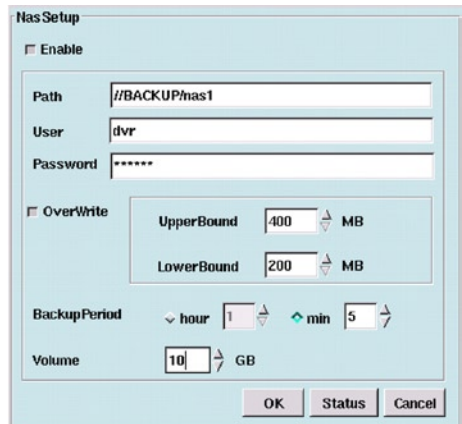 NasSetup
Enable
Path //BACKUP/nas1
User dvr
Password ******
OverWrite
UpperBound 400 MB
LowerBound 200 MB
BackupPeriod hour 1 min 5
Volume 10 GB
OK Status Cancel